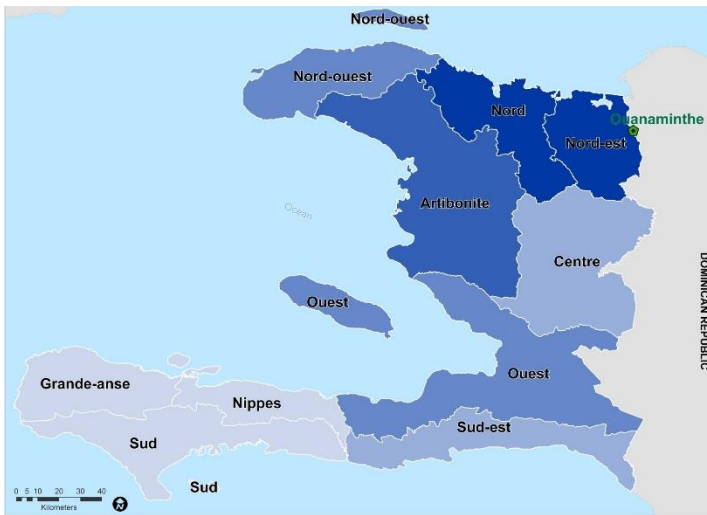 Nord-ouest
Nord-ouest
Nord
Ouanaminthe
Nord-est
Artibonite
Ocean
Centre
DOMINICAN REPUBLIC
Ouest
Ouest
Grande-anse
Nippes
Sud-est
Sud
Sud
0 5 10 20 30 40
Kilometers
N